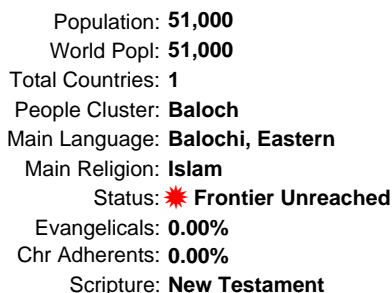 Population: 51,000
World Popl: 51,000
Total Countries: 1
People Cluster: Baloch
Main Language: Balochi, Eastern
Main Religion: Islam
Status: Frontier Unreached
Evangelicals: 0.00%
Chr Adherents: 0.00%
Scripture: New Testament